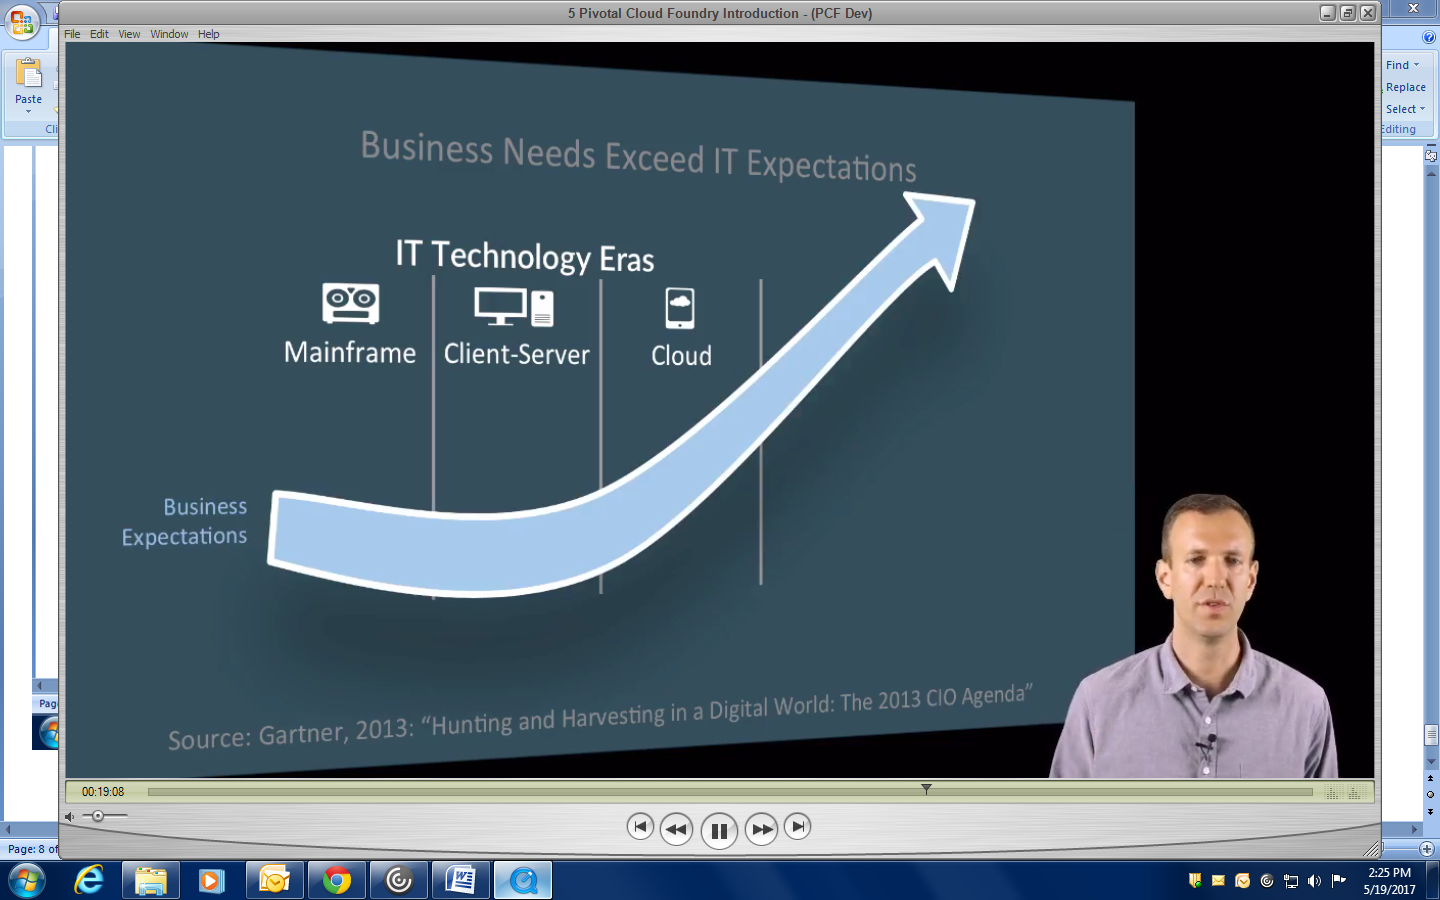 5 Pivotal Cloud Foundry Introduction - (PCF Dev)
File Edit View Window Help
Paste
Find
Replace
Select
Editing
Business Needs Exceed IT Expectations
IT Technology Eras
Mainframe
Client-Server
Cloud
Business
Expectations
Source: Gartner, 2013: “Hunting and Harvesting in a Digital World: The 2013 CIO Agenda”
00:19:08
Page: 8 of
2:25 PM
5/19/2017